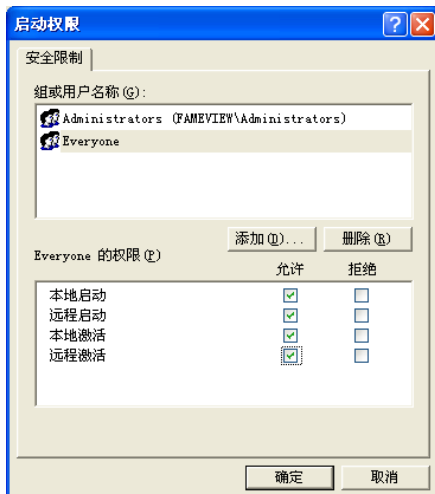 启动权限
安全限制
组或用户名称(G):
Administrators (FAMEVIEW\Administrators)
Everyone
添加(D)... 删除(R)
Everyone 的权限(P)
允许 拒绝
本地启动
远程启动
本地激活
远程激活
确定 取消